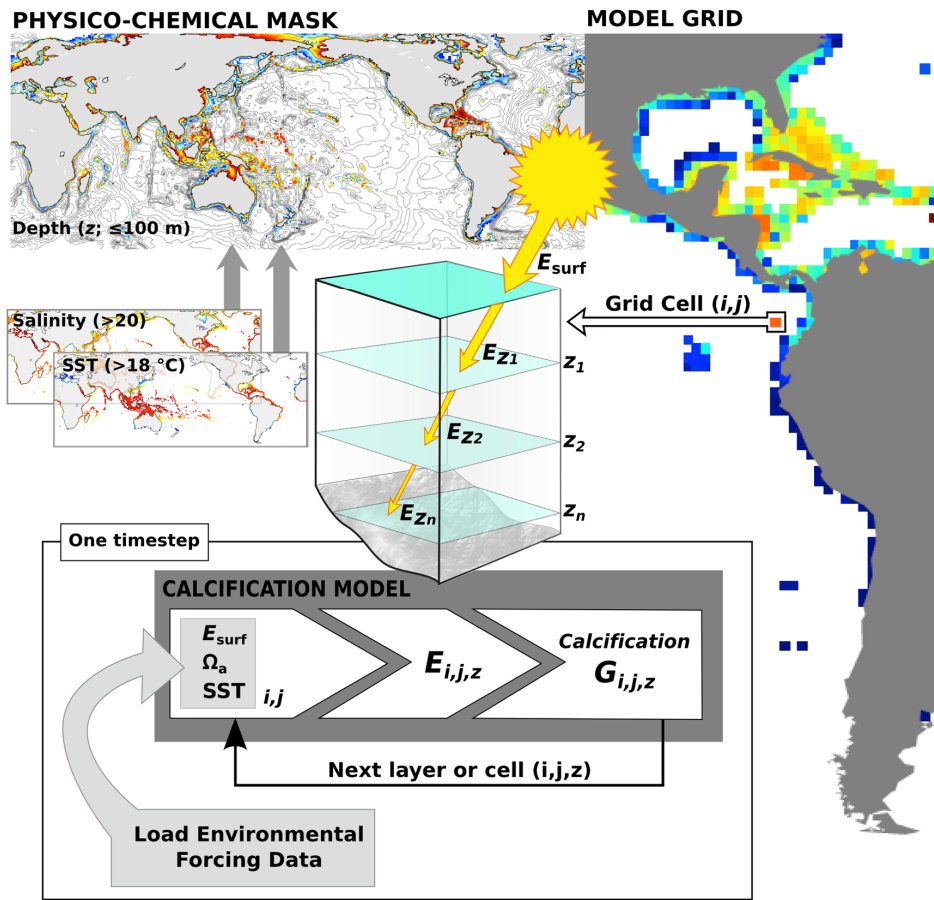 PHYSICO-CHEMICAL MASK
MODEL GRID
Depth (z; ≤100 m)
E_surf
Grid Cell (i,j)
Salinity (>20)
SST (>18 °C)
E_Z1
z_1
E_Z2
z_2
E_Zn
z_n
One timestep
CALCIFICATION MODEL
E_surf
Ω_a
SST
i,j
E_i,j,z
Calcification
G_i,j,z
Next layer or cell (i,j,z)
Load Environmental
Forcing Data